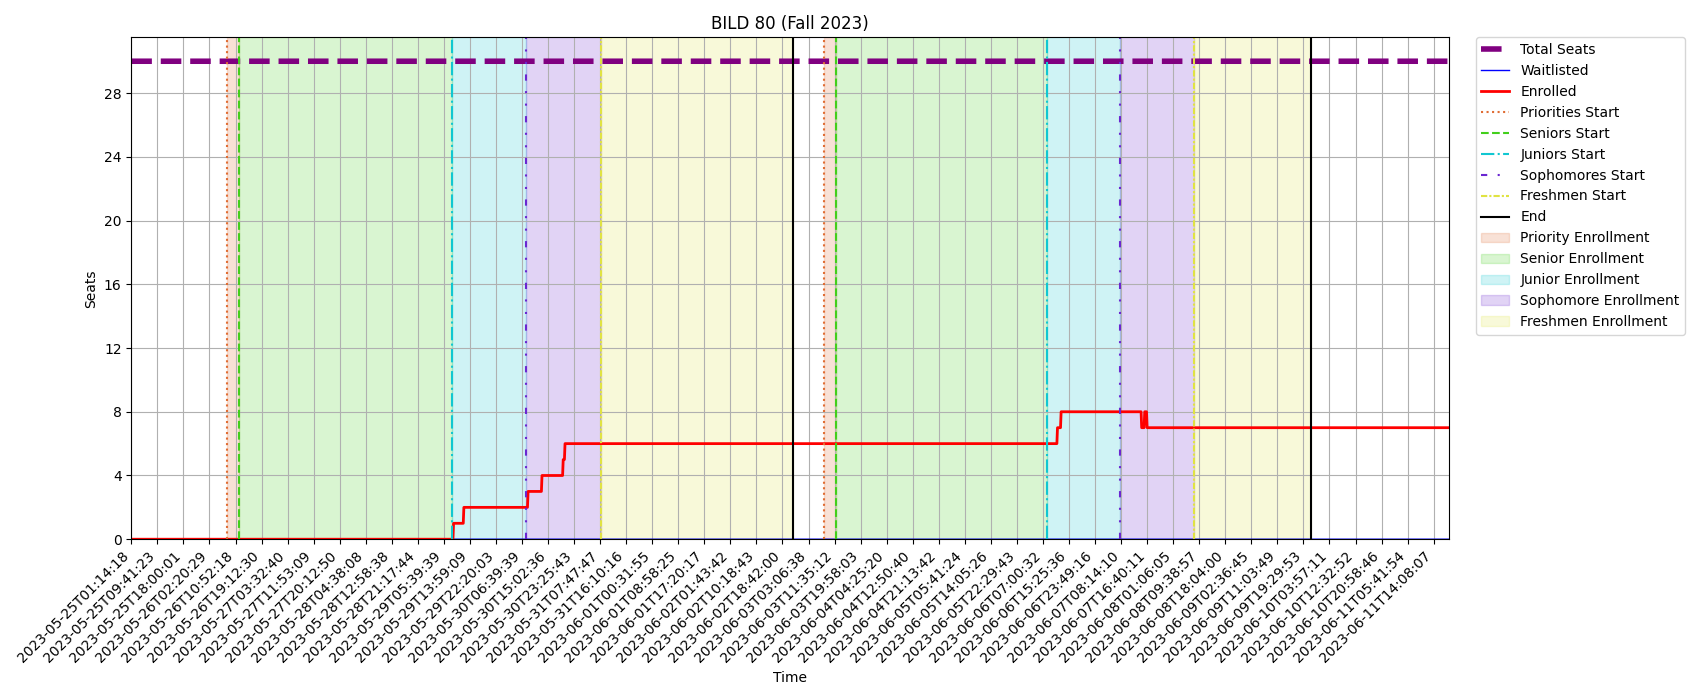 BILD 80 (Fall 2023)
Total Seats
Waitlisted
Enrolled
Priorities Start
Seniors Start
Juniors Start
Sophomores Start
Freshmen Start
End
Priority Enrollment
Senior Enrollment
Junior Enrollment
Sophomore Enrollment
Freshmen Enrollment
Seats
28
24
20
16
12
8
4
0
2023-05-25T01:14:18
2023-05-25T09:41:23
2023-05-25T18:00:01
2023-05-26T02:20:29
2023-05-26T10:52:18
2023-05-26T19:12:30
2023-05-27T03:32:40
2023-05-27T11:53:09
2023-05-27T20:12:50
2023-05-28T04:38:08
2023-05-28T12:58:38
2023-05-28T21:17:44
2023-05-29T05:39:39
2023-05-29T13:59:09
2023-05-29T22:20:03
2023-05-30T06:39:39
2023-05-30T15:02:36
2023-05-30T23:25:43
2023-05-31T07:47:47
2023-05-31T16:10:16
2023-06-01T00:31:55
2023-06-01T08:58:25
2023-06-01T17:20:17
2023-06-02T01:43:42
2023-06-02T10:18:43
2023-06-02T18:42:00
2023-06-03T03:06:38
2023-06-03T11:35:12
2023-06-03T19:58:03
2023-06-04T04:25:20
2023-06-04T12:50:40
2023-06-04T21:13:42
2023-06-05T05:41:24
2023-06-05T14:05:26
2023-06-05T22:29:43
2023-06-06T07:00:32
2023-06-06T15:25:36
2023-06-06T23:49:16
2023-06-07T08:14:10
2023-06-07T16:40:11
2023-06-08T01:06:05
2023-06-08T09:38:57
2023-06-08T18:04:00
2023-06-09T02:36:45
2023-06-09T11:03:49
2023-06-09T19:29:53
2023-06-10T03:57:11
2023-06-10T12:32:52
2023-06-10T20:58:46
2023-06-11T05:41:54
2023-06-11T14:08:07
Time